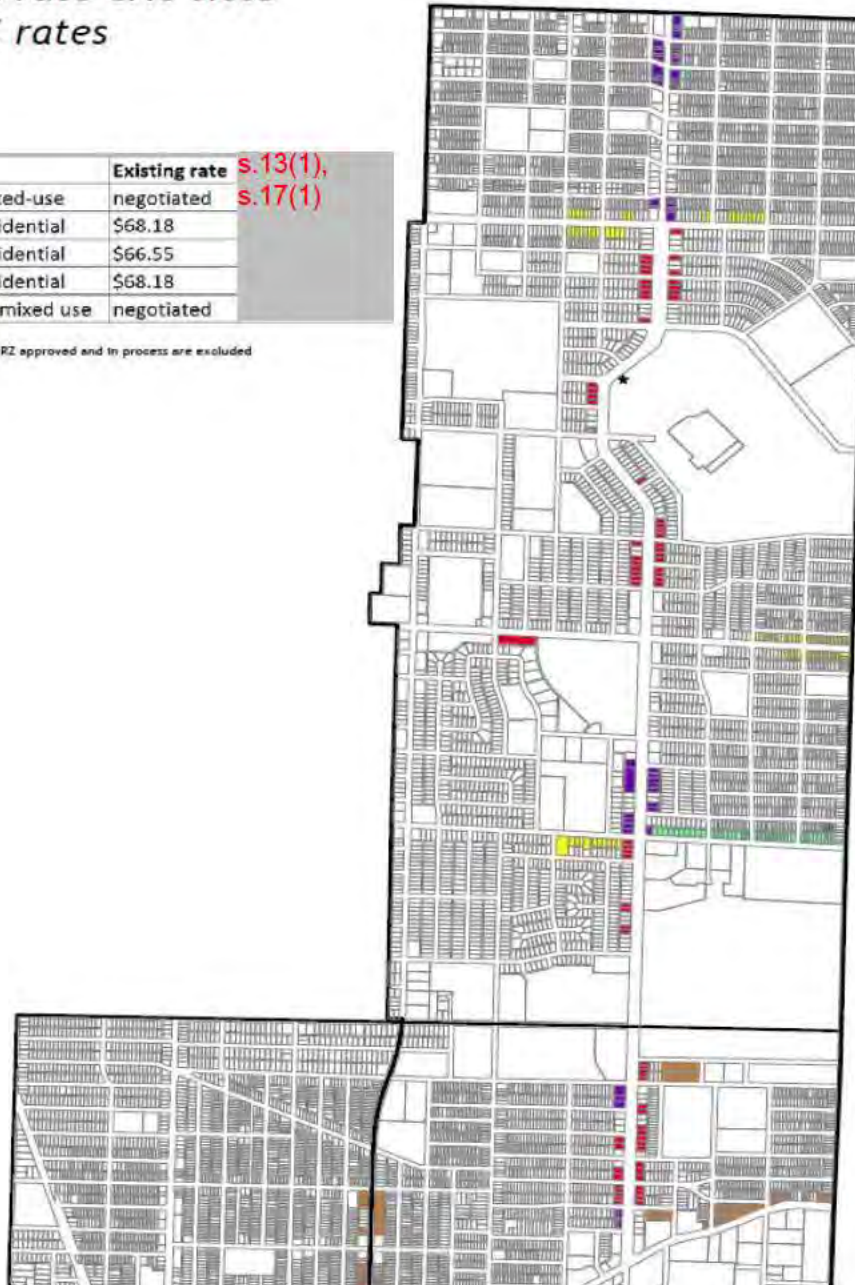 rates
Existing rate s.13(1),
ed-use negotiated s.17(1)
idential $68.18
idential $66.55
idential $68.18
mixed use negotiated
RZ approved and in process are excluded